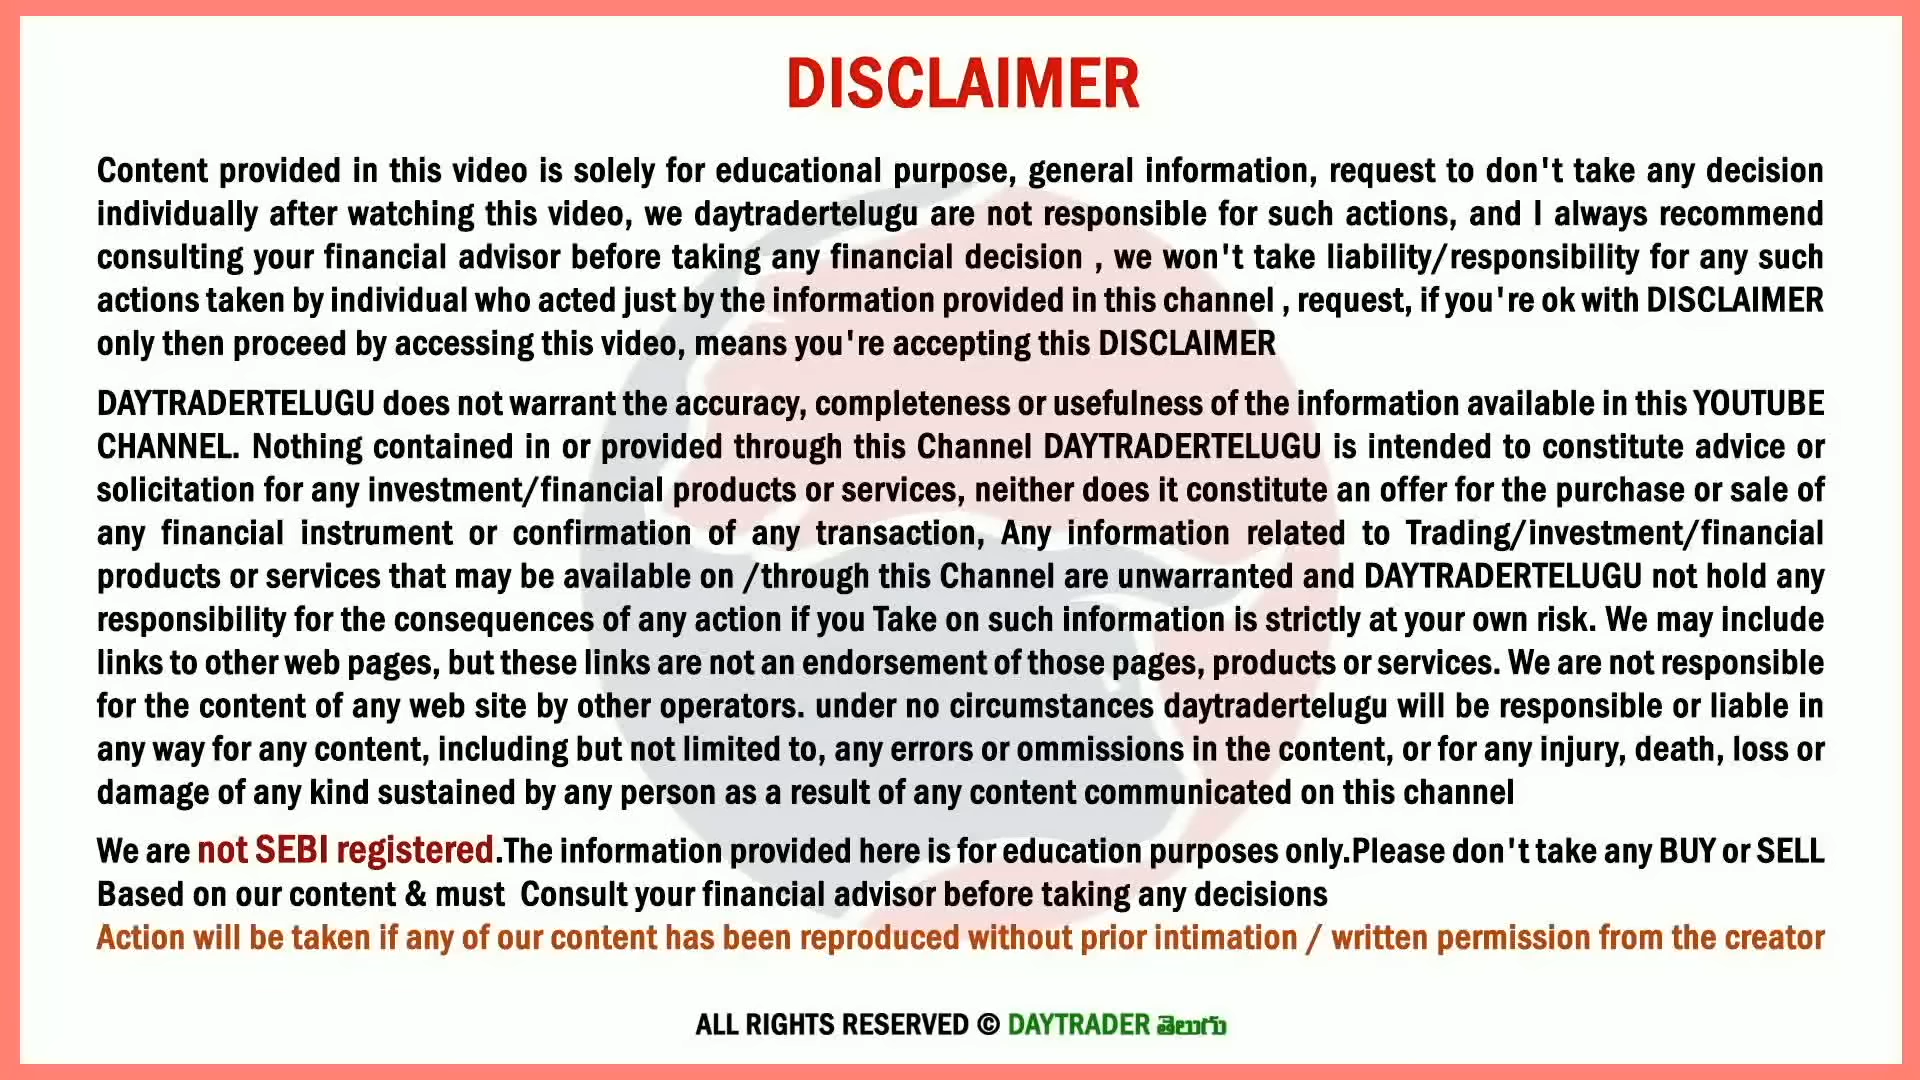 DISCLAIMER
Content provided in this video is solely for educational purpose, general information, request to don't take any decision
individually after watching this video, we daytradertelugu are not responsible for such actions, and I always recommend
consulting your financial advisor before taking any financial decision , we won't take liability/responsibility for any such
actions taken by individual who acted just by the information provided in this channel , request, if you're ok with DISCLAIMER
only then proceed by accessing this video, means you're accepting this DISCLAIMER
DAYTRADERTELUGU does not warrant the accuracy, completeness or usefulness of the information available in this YOUTUBE
CHANNEL. Nothing contained in or provided through this Channel DAYTRADERTELUGU is intended to constitute advice or
solicitation for any investment/financial products or services, neither does it constitute an offer for the purchase or sale of
any financial instrument or confirmation of any transaction, Any information related to Trading/investment/financial
products or services that may be available on /through this Channel are unwarranted and DAYTRADERTELUGU not hold any
responsibility for the consequences of any action if you Take on such information is strictly at your own risk. We may include
links to other web pages, but these links are not an endorsement of those pages, products or services. We are not responsible
for the content of any web site by other operators. under no circumstances daytradertelugu will be responsible or liable in
any way for any content, including but not limited to, any errors or ommissions in the content, or for any injury, death, loss or
damage of any kind sustained by any person as a result of any content communicated on this channel
We are not SEBI registered.The information provided here is for education purposes only.Please don't take any BUY or SELL
Based on our content & must Consult your financial advisor before taking any decisions
Action will be taken if any of our content has been reproduced without prior intimation / written permission from the creator
ALL RIGHTS RESERVED © DAYTRADER తెలుగు